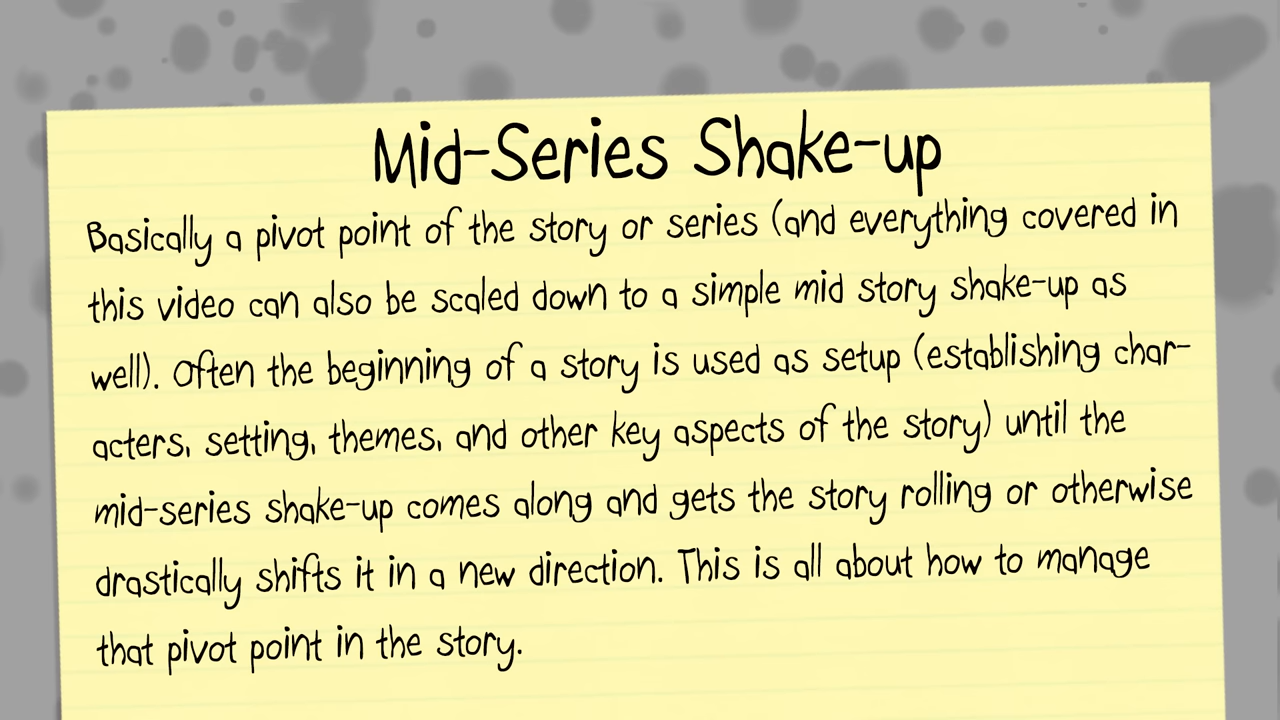 Mid-Series Shake-up
Basically a pivot point of the story or series (and everything covered in
this video can also be scaled down to a simple mid story shake-up as
well). Often the beginning of a story is used as setup (establishing char-
acters, setting, themes, and other key aspects of the story) until the
mid-series shake-up comes along and gets the story rolling or otherwise
drastically shifts it in a new direction. This is all about how to manage
that pivot point in the story.